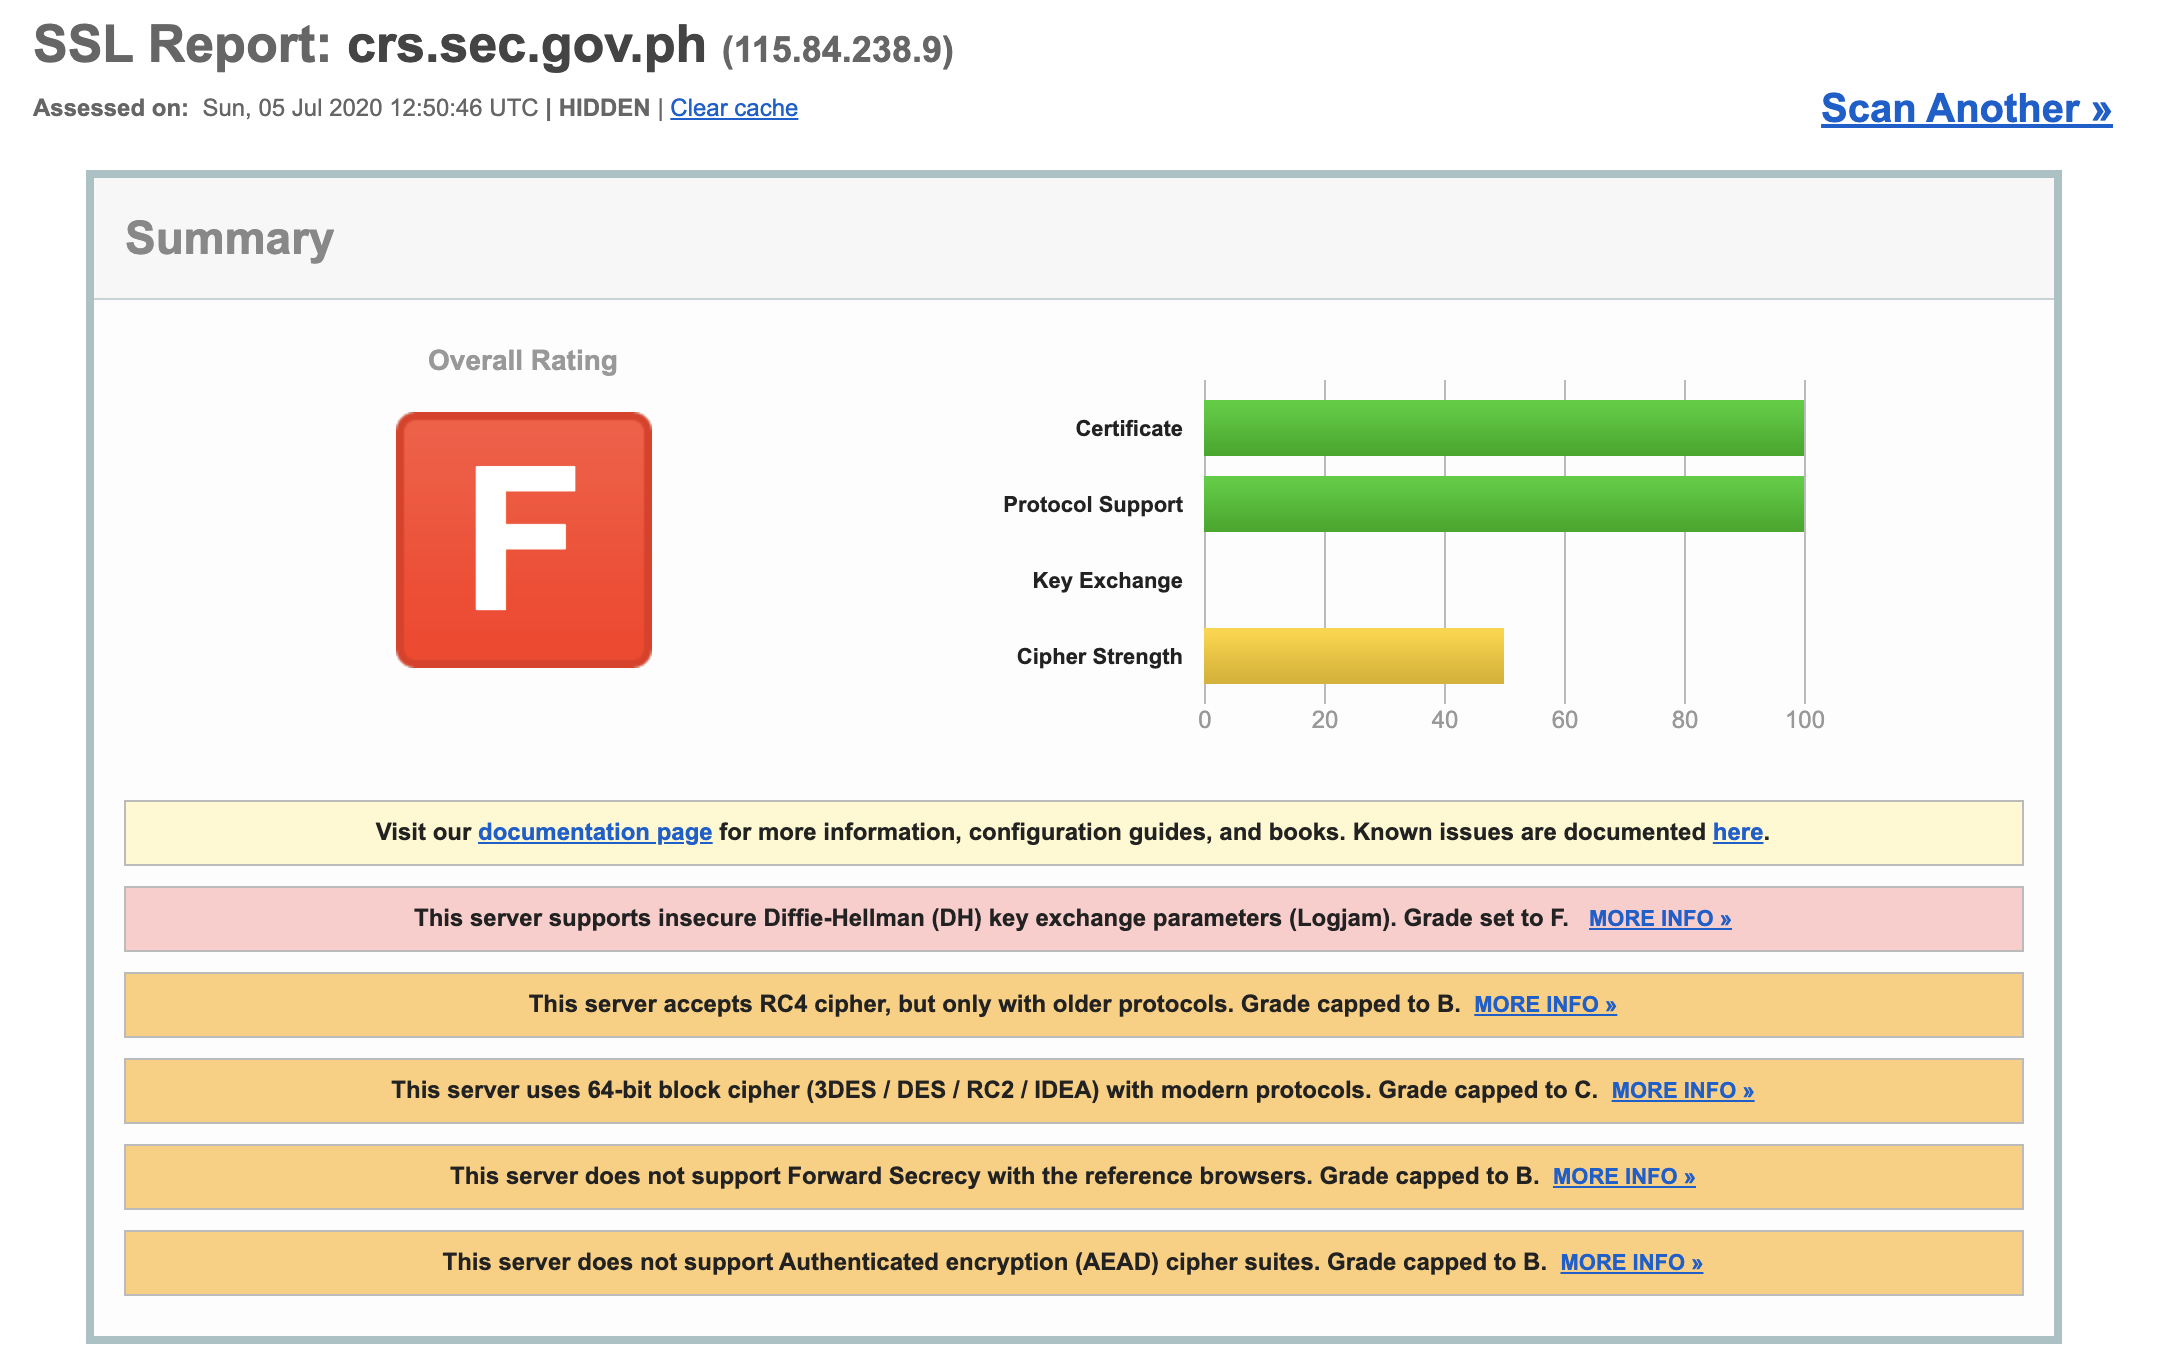 SSL Report: crs.sec.gov.ph (115.84.238.9)
Assessed on: Sun, 05 Jul 2020 12:50:46 UTC | HIDDEN | Clear cache
Scan Another »
Summary
Overall Rating
F
Certificate
Protocol Support
Key Exchange
Cipher Strength
0 20 40 60 80 100
Visit our documentation page for more information, configuration guides, and books. Known issues are documented here.
This server supports insecure Diffie-Hellman (DH) key exchange parameters (Logjam). Grade set to F. MORE INFO »
This server accepts RC4 cipher, but only with older protocols. Grade capped to B. MORE INFO »
This server uses 64-bit block cipher (3DES / DES / RC2 / IDEA) with modern protocols. Grade capped to C. MORE INFO »
This server does not support Forward Secrecy with the reference browsers. Grade capped to B. MORE INFO »
This server does not support Authenticated encryption (AEAD) cipher suites. Grade capped to B. MORE INFO »